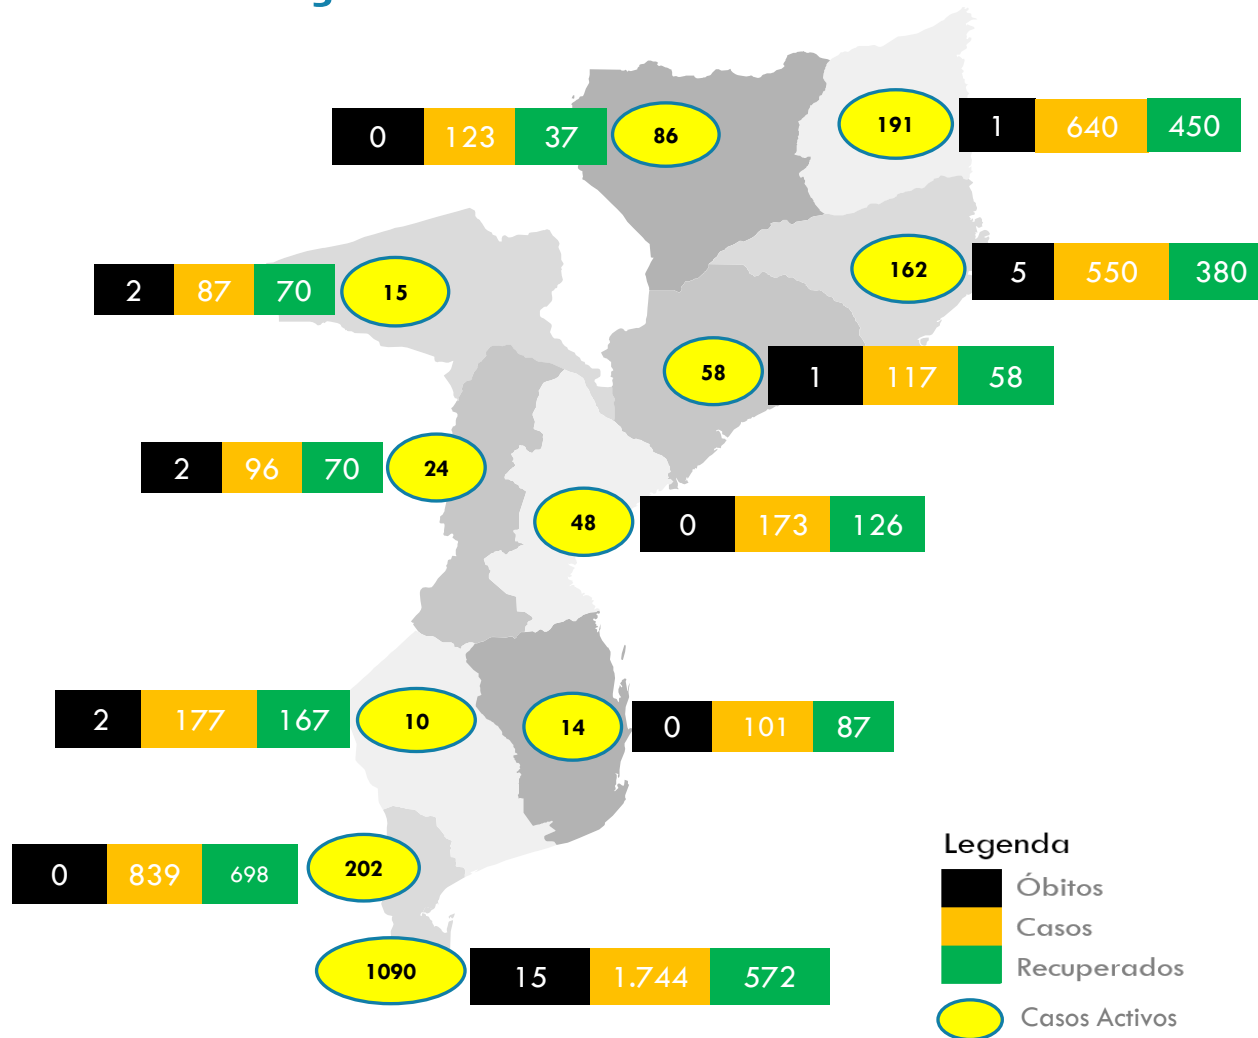 0 123 37 86
191 1 640 450
2 87 70 15
162 5 550 380
58 1 117 58
2 96 70 24
48 0 173 126
2 177 167 10
14 0 101 87
0 839 698 202
1090 15 1.744 572
Legenda
Óbitos
Casos
Recuperados
Casos Activos